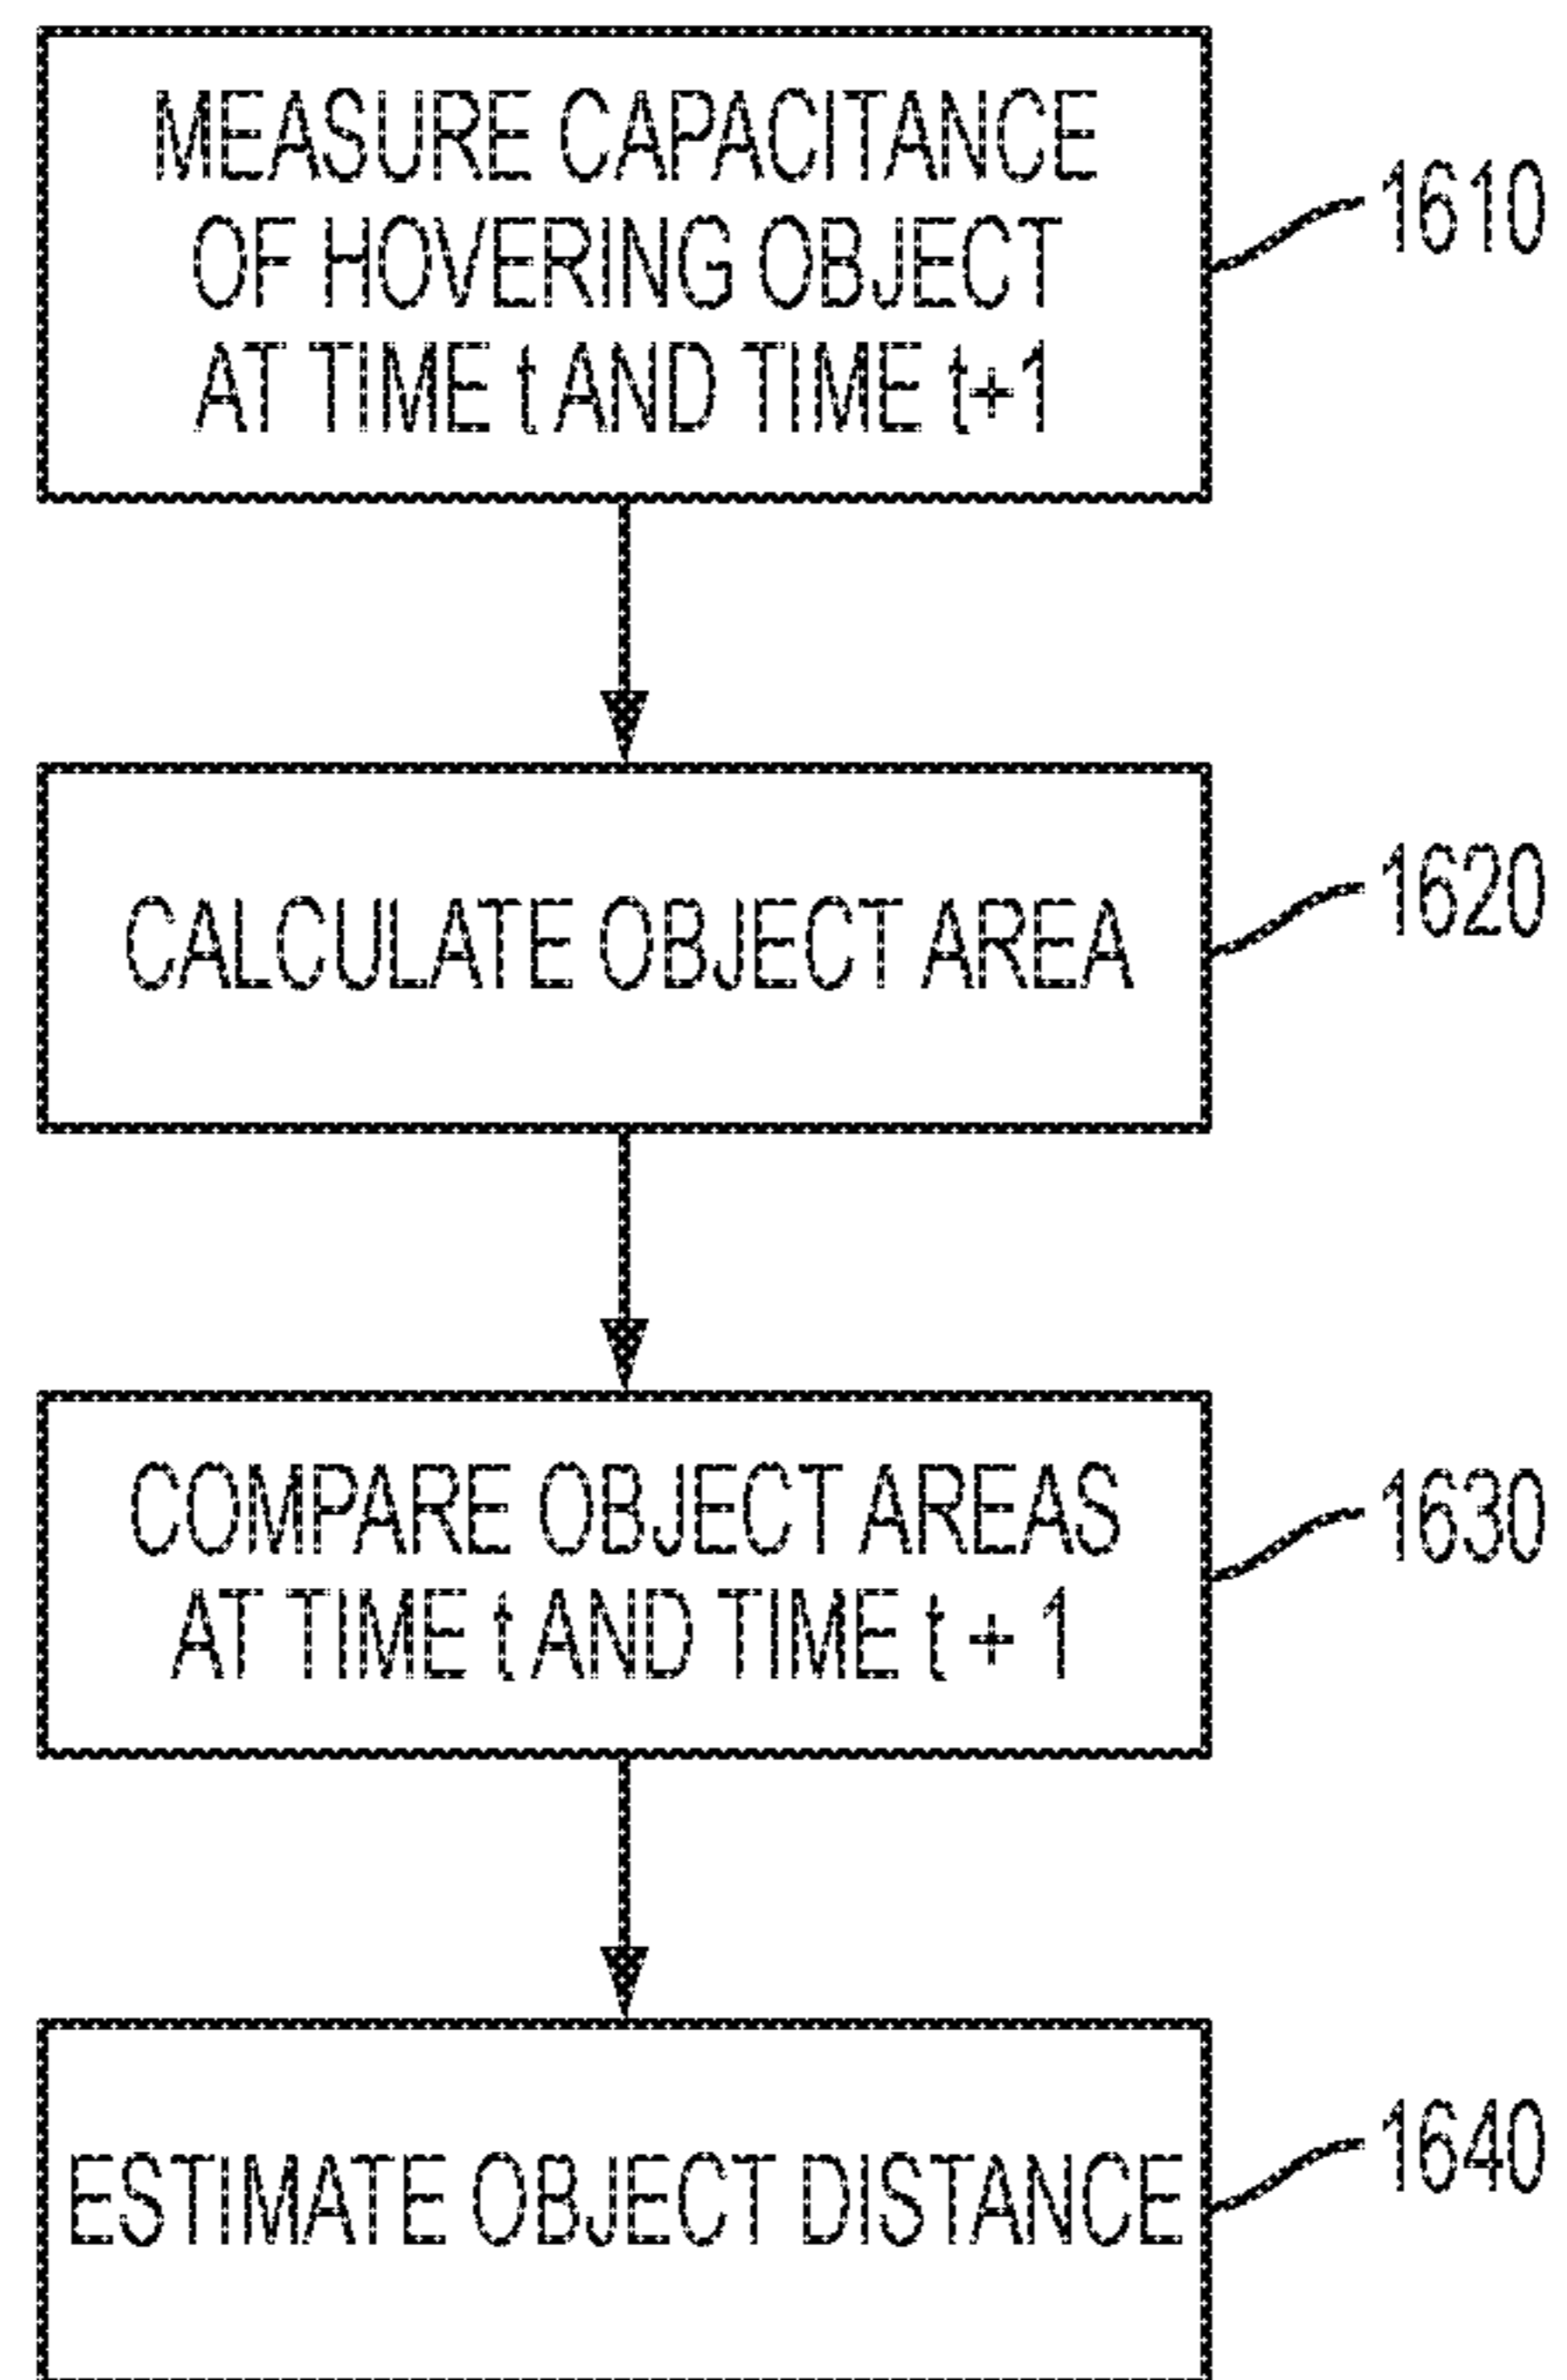 MEASURE CAPACITANCE
OF HOVERING OBJECT
AT TIME t AND TIME t+1
1610
CALCULATE OBJECT AREA
1620
COMPARE OBJECT AREAS
AT TIME t AND TIME t + 1
1630
ESTIMATE OBJECT DISTANCE
1640